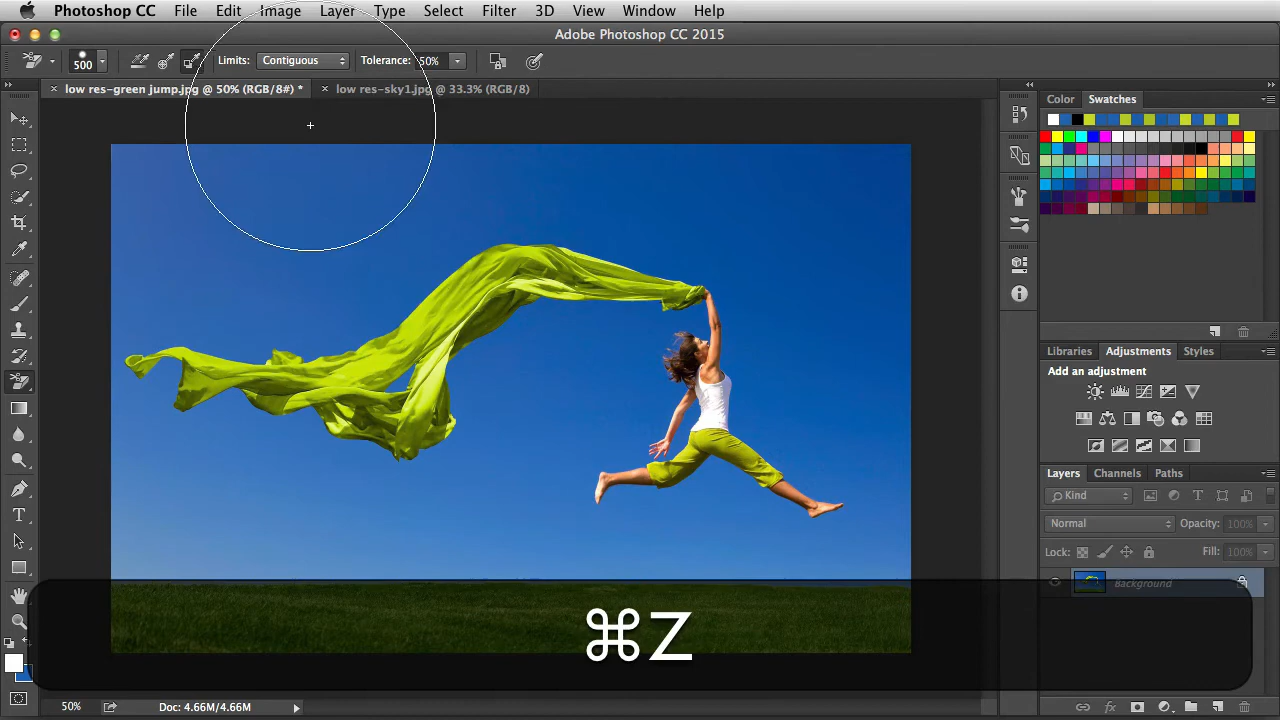 Photoshop CC File Edit Image Layer Type Select Filter 3D View Window Help
Adobe Photoshop CC 2015
500 Limits: Contiguous Tolerance: 50%
low res-green jump.jpg @ 50% (RGB/8#) * low res-sky1.jpg @ 33.3% (RGB/8)
Color Swatches
Libraries Adjustments Styles
Add an adjustment
Layers Channels Paths
Kind
Normal Opacity: 100%
Lock: Fill: 100%
Background
⌘Z
50% Doc: 4.66M/4.66M